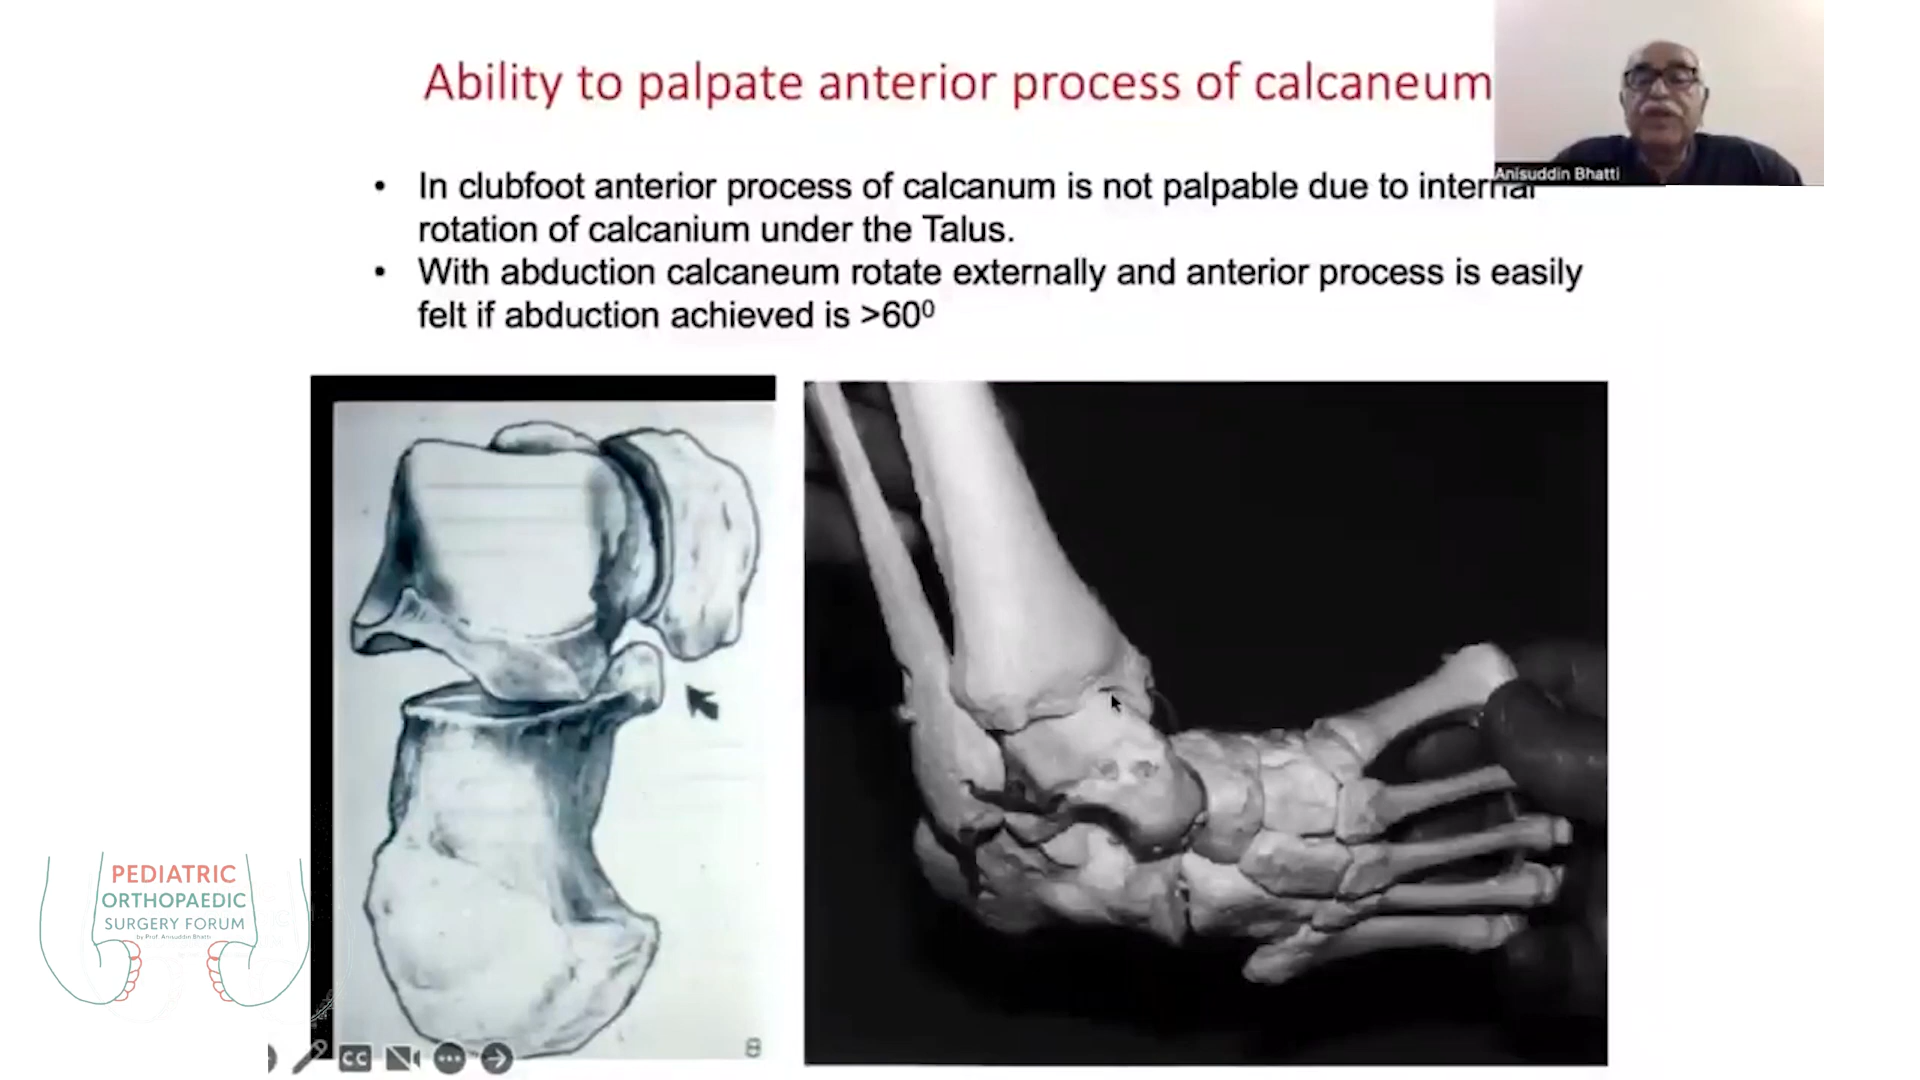 Ability to palpate anterior process of calcaneum
Anisuddin Bhatti
• In clubfoot anterior process of calcanum is not palpable due to internal
rotation of calcanium under the Talus.
• With abduction calcaneum rotate externally and anterior process is easily
felt if abduction achieved is >60⁰
PEDIATRIC
ORTHOPAEDIC
SURGERY FORUM
by Prof. Anisuddin Bhatti
CC
8